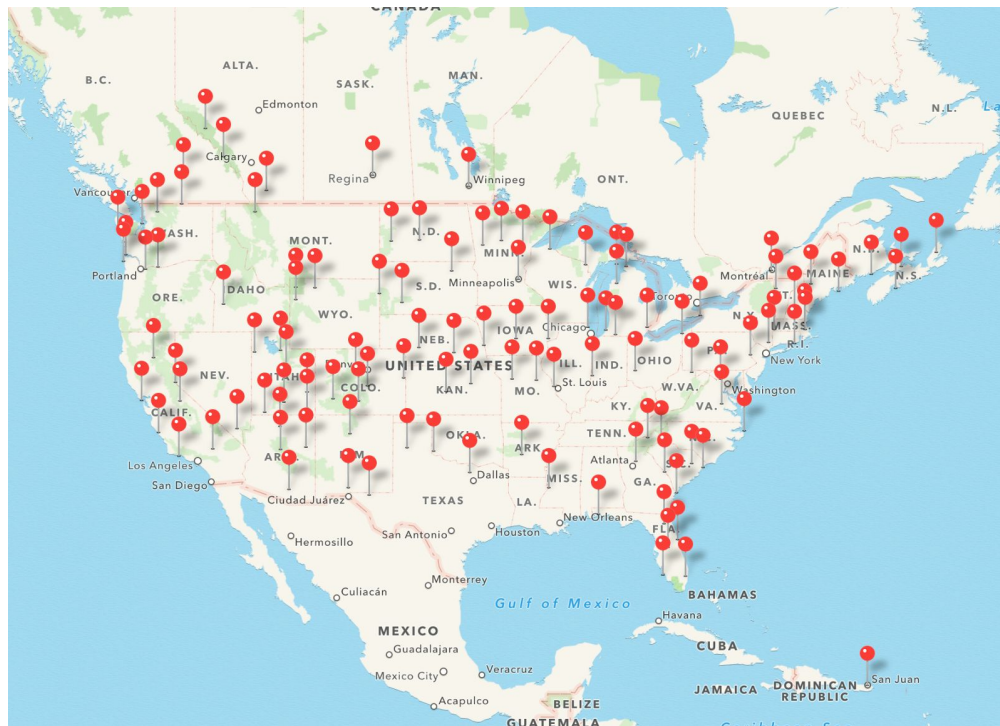 CANADA
ALTA.
B.C.
MAN.
SASK.
Edmonton
N.L.
QUEBEC
Calgary
Regina
Winnipeg
ONT.
Vancouver
WASH.
N.D.
MONT.
MINN.
Portland
Montréal
MAINE
N.S.
ORE.
Minneapolis
S.D.
WIS.
Toronto
WYO.
MASS.
Chicago
IOWA
R.I.
NEB.
New York
UNITED STATES
ILL.
IND.
OHIO
NEV.
UTAH
COLO.
KAN.
MO.
St. Louis
W.VA.
Washington
CALIF.
KY.
VA.
TENN.
OKLA.
ARK.
Los Angeles
Atlanta
San Diego
Dallas
MISS.
GA.
Ciudad Juárez
TEXAS
LA.
New Orleans
FLA.
San Antonio
Houston
Hermosillo
Monterrey
Culiacán
BAHAMAS
Gulf of Mexico
Havana
MEXICO
CUBA
Guadalajara
Mexico City
Veracruz
San Juan
JAMAICA
DOMINICAN
REPUBLIC
Acapulco
BELIZE
GUATEMALA